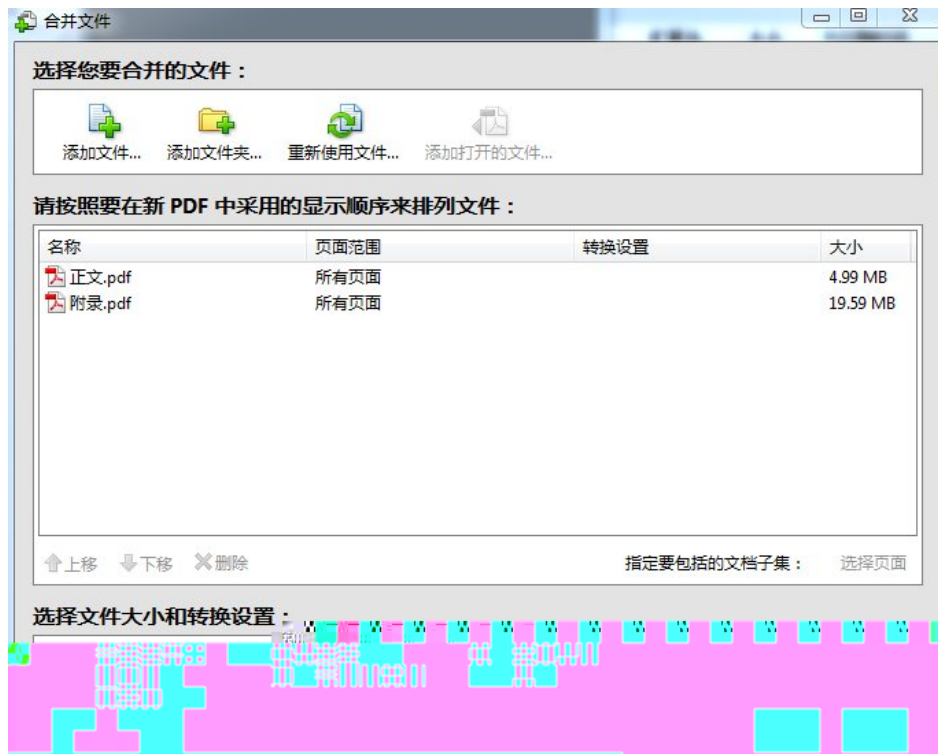 合并文件
选择您要合并的文件：
添加文件... 添加文件夹... 重新使用文件... 添加打开的文件...
请按照要在新 PDF 中采用的显示顺序来排列文件：
名称 页面范围 转换设置 大小
正文.pdf 所有页面 4.99 MB
附录.pdf 所有页面 19.59 MB
上移 下移 删除 指定要包括的文档子集： 选择页面
选择文件大小和转换设置：